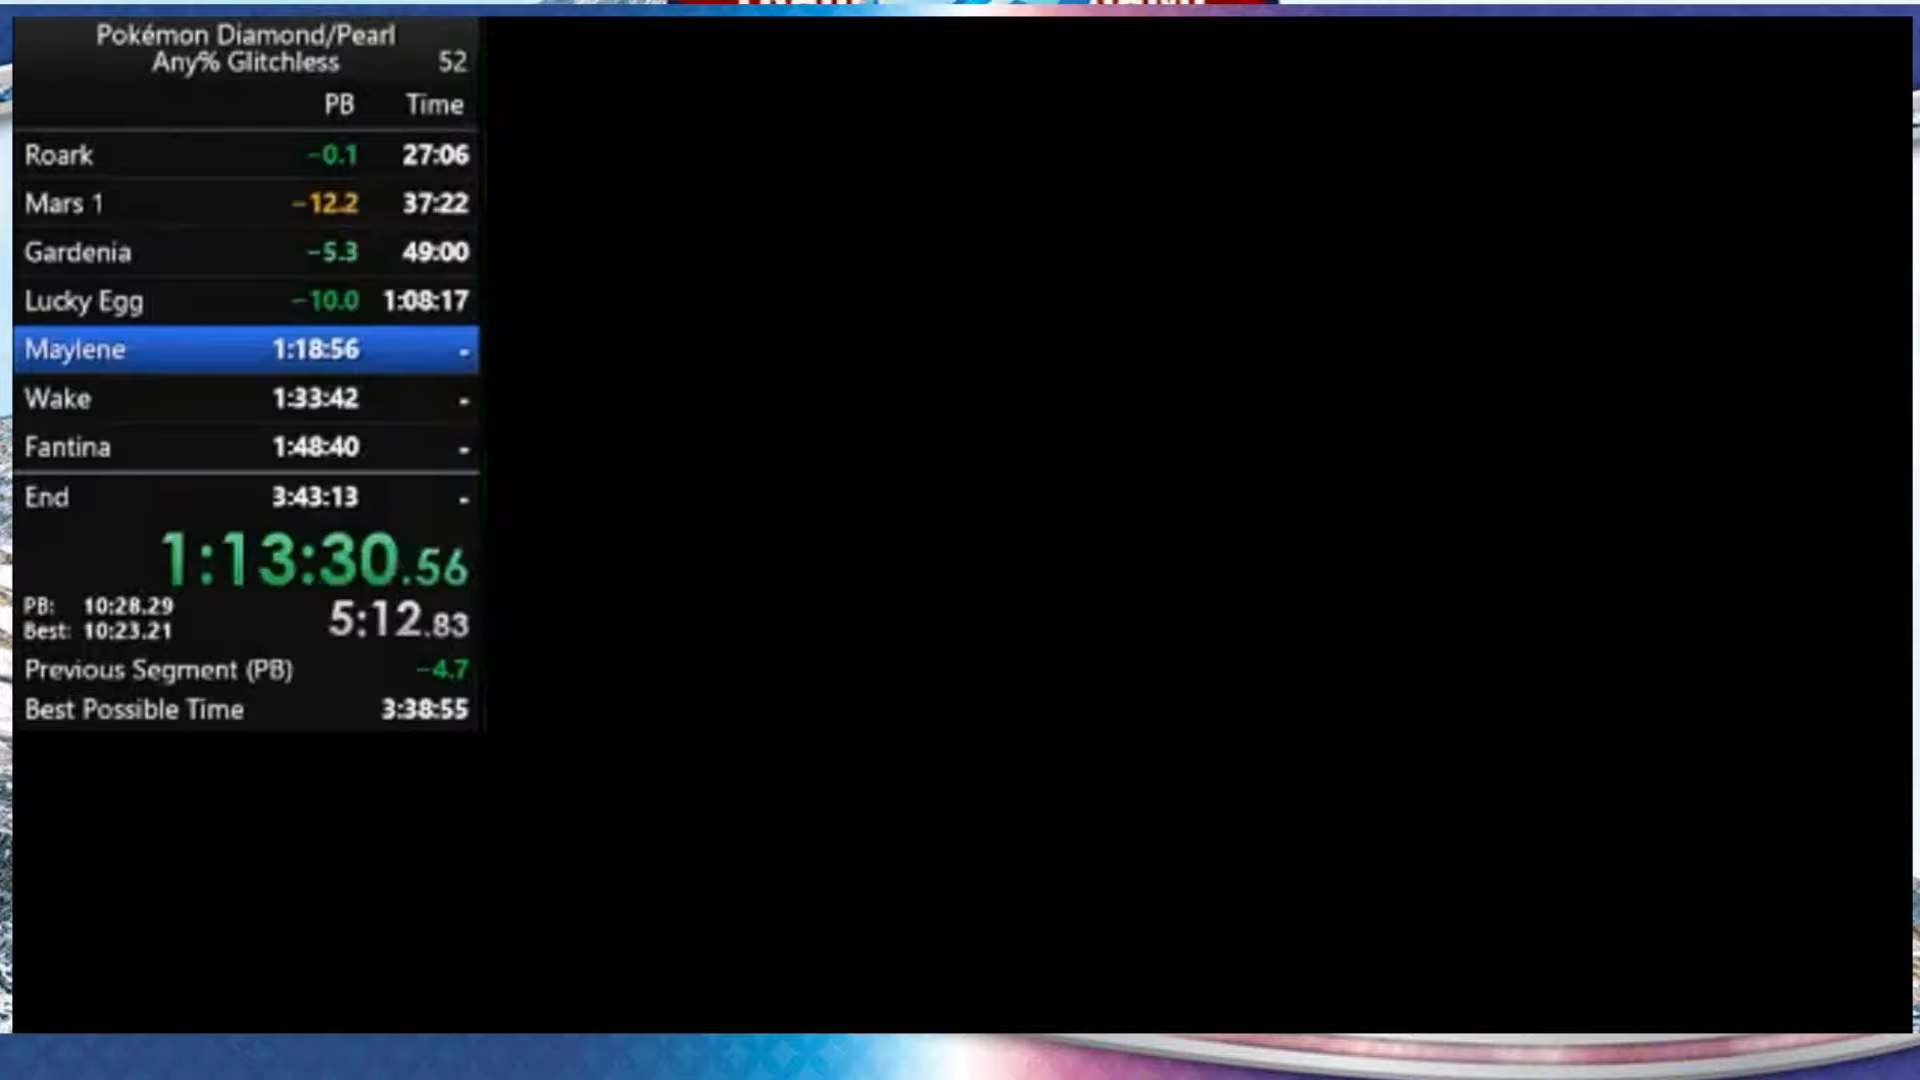 Pokémon Diamond/Pearl
Any% Glitchless 52
PB Time
Roark -0.1 27:06
Mars 1 -12.2 37:22
Gardenia -5.3 49:00
Lucky Egg -10.0 1:08:17
Maylene 1:18:56 -
Wake 1:33:42 -
Fantina 1:48:40 -
End 3:43:13 -
1:13:30.56
PB: 10:28.29 5:12.83
Best: 10:23.21
Previous Segment (PB) -4.7
Best Possible Time 3:38:55